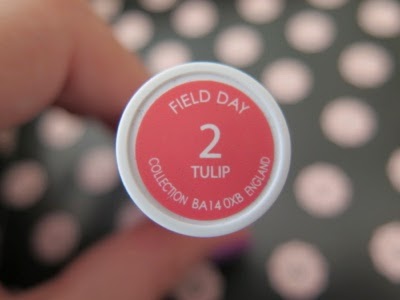 FIELD DAY
2
TULIP
COLLECTION BA14 0XB ENGLAND